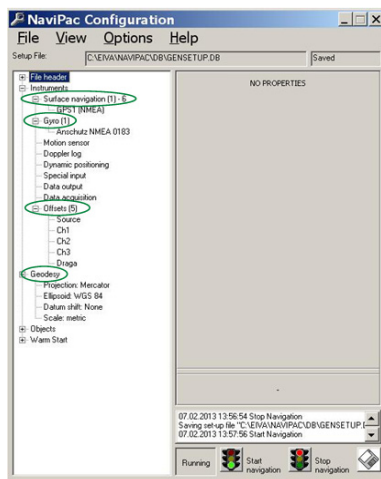 NaviPac Configuration
File View Options Help
Setup File: C:\EIVA\NAVIPAC\DB\GENSETUP.DB Saved
File header
Instruments
Surface navigation (1) - 6
GPS1 (NMEA)
Gyro (1)
Anschutz NMEA 0183
Motion sensor
Doppler log
Dynamic positioning
Special input
Data output
Data acquisition
Offsets (5)
Source
Ch1
Ch2
Ch3
Draga
Geodesy
Projection: Mercator
Ellipsoid: WGS 84
Datum shift: None
Scale: metric
Objects
Warm Start
NO PROPERTIES
-
07.02.2013 13:56:54 Stop Navigation
Saving set-up file "C:\EIVA\NAVIPAC\DB\GENSETUP.D
07.02.2013 13:57:56 Start Navigation
Running
Start
navigation
Stop
navigation